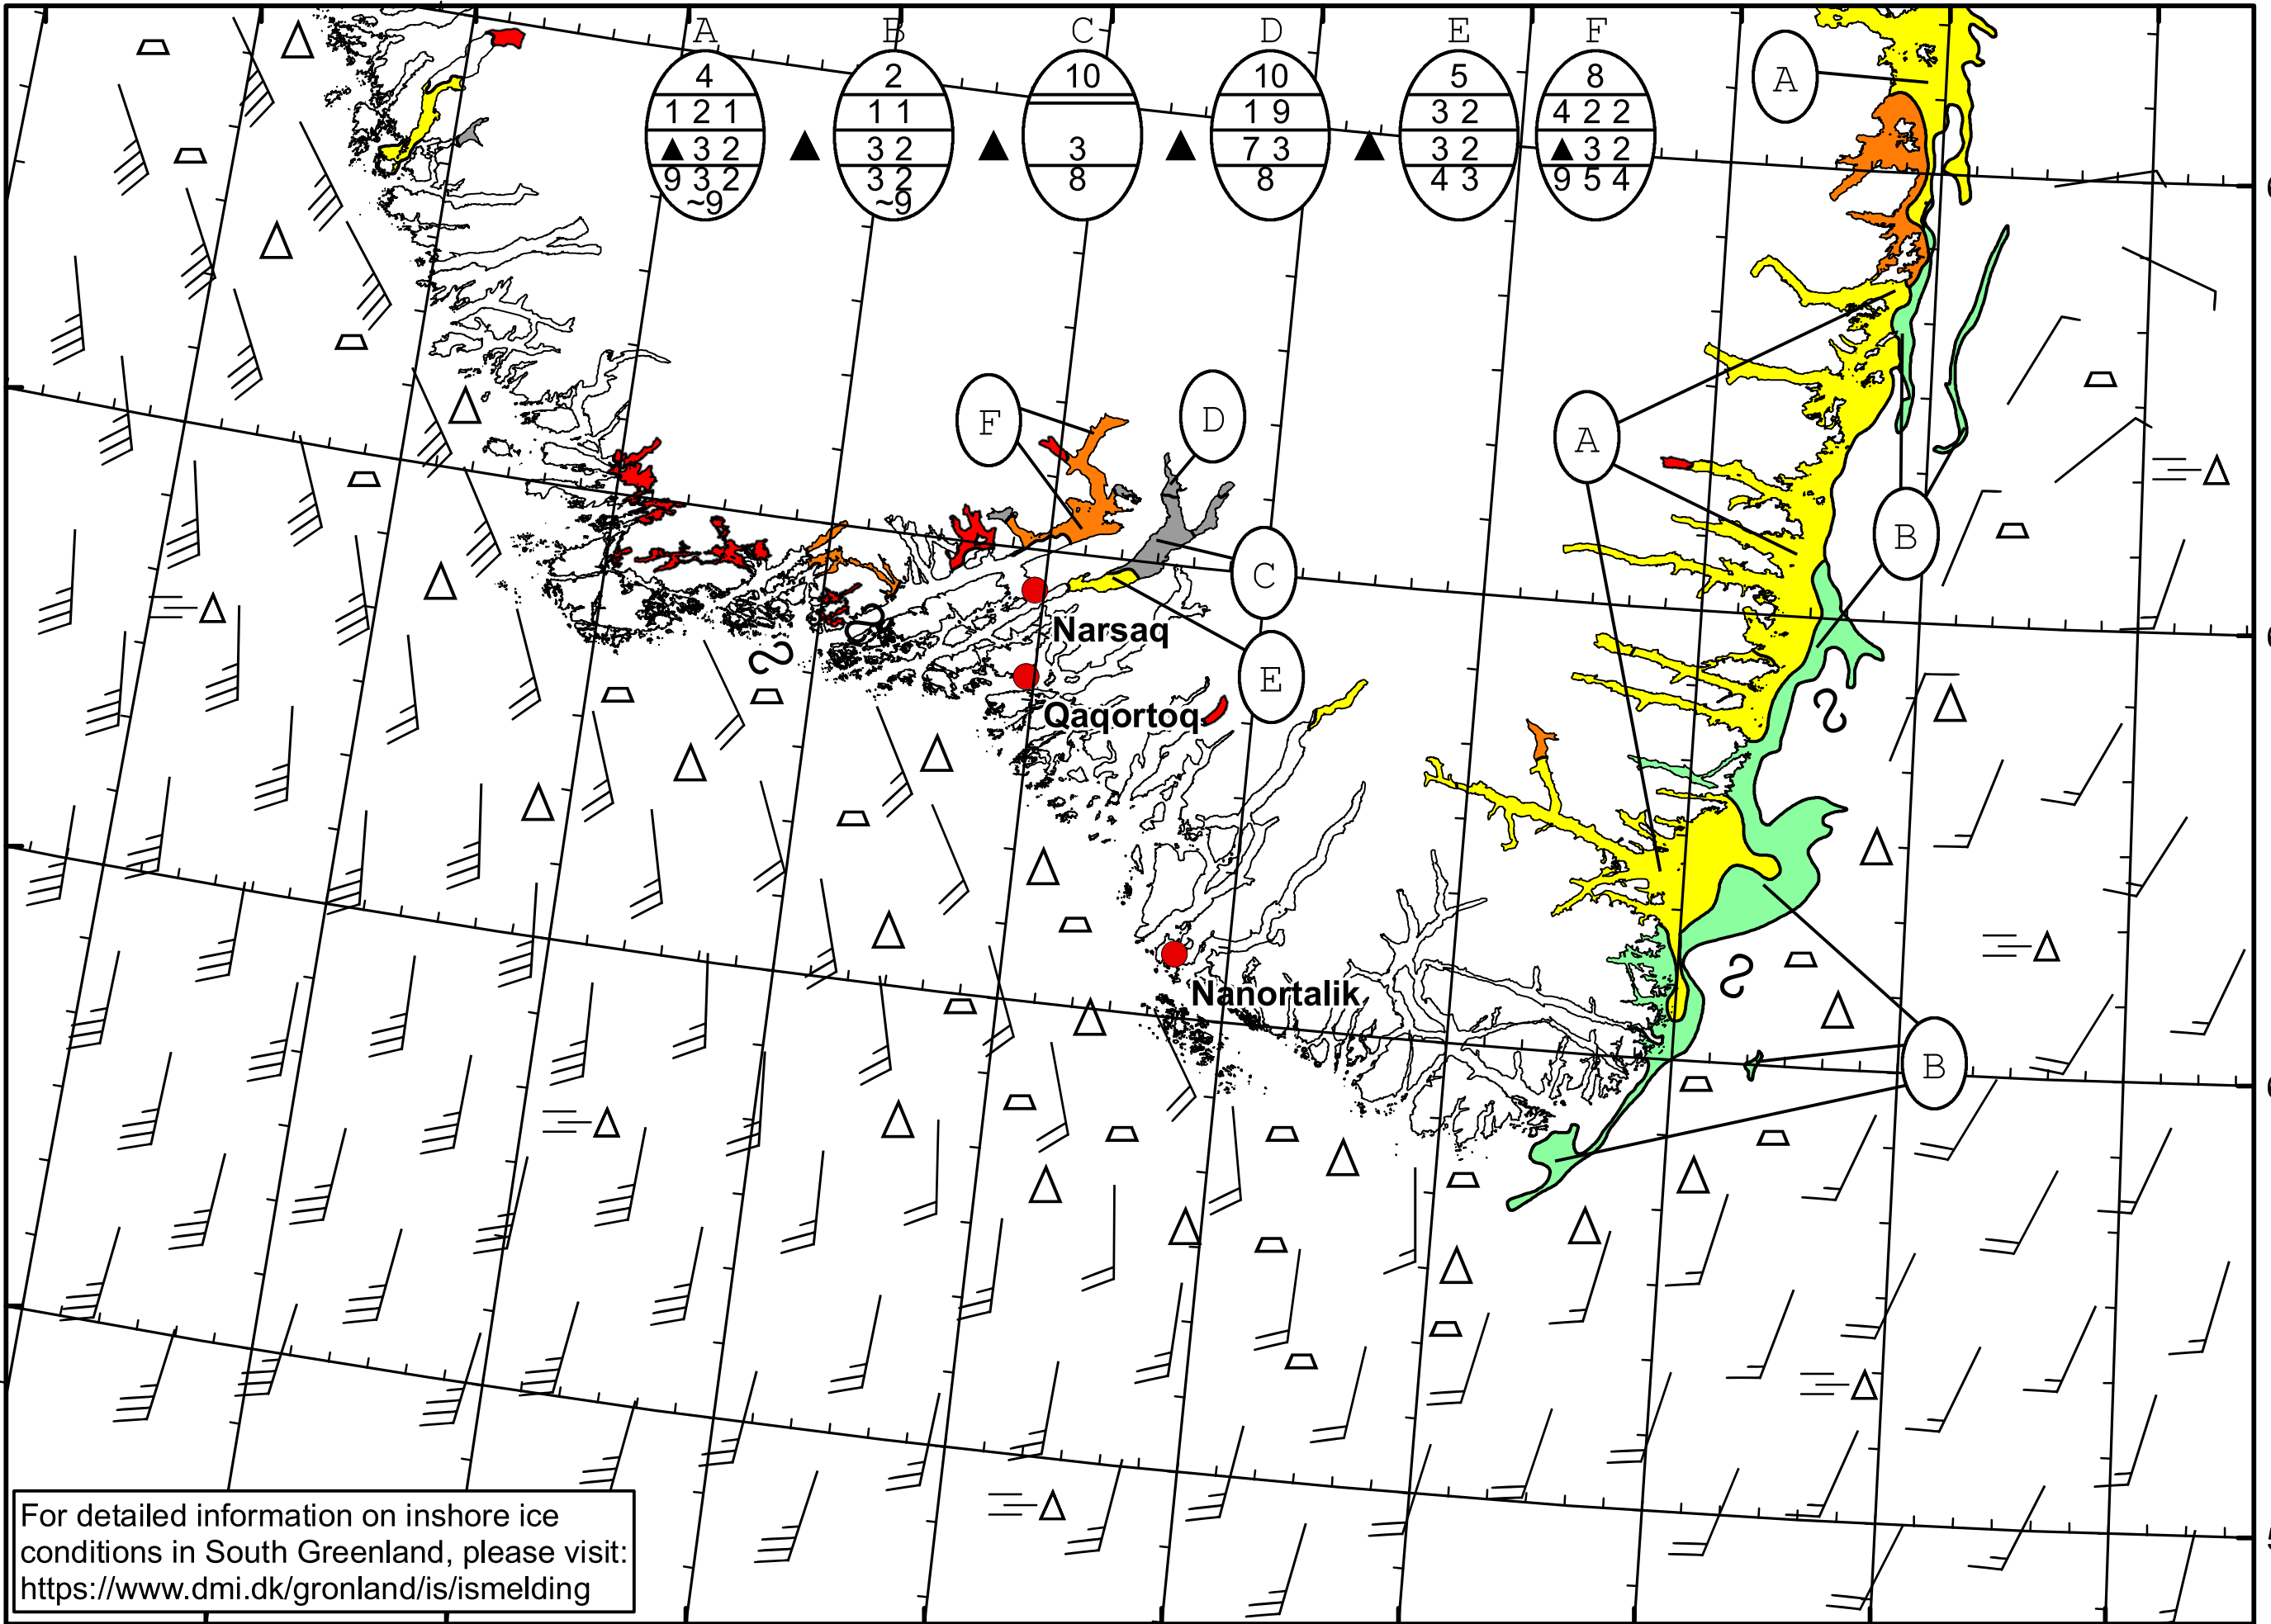 A B C D E F
4 2 10 10 5 8
1 2 1 1 1 1 9 3 2 4 2 2
▲ 3 2 ▲ 3 2 ▲ 3 ▲ 7 3 ▲ 3 2 ▲ 3 2
9 3 2 3 2 8 8 4 3 9 5 4
~9 ~9
A
F
D
A
B
C
Narsaq
E
Qaqortoq
Nanortalik
B
For detailed information on inshore ice
conditions in South Greenland, please visit:
https://www.dmi.dk/gronland/is/ismelding